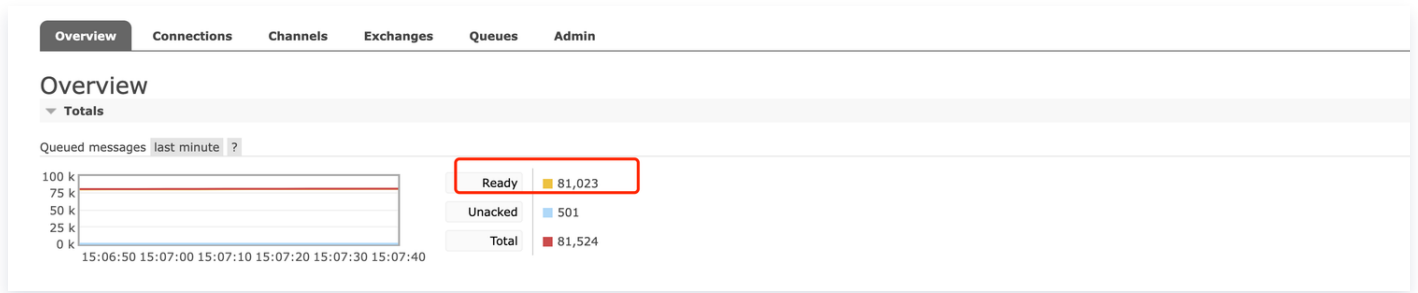 Overview Connections Channels Exchanges Queues Admin
Overview
Totals
Queued messages last minute ?
100 k
75 k
50 k
25 k
0 k
15:06:50 15:07:00 15:07:10 15:07:20 15:07:30 15:07:40
Ready 81,023
Unacked 501
Total 81,524